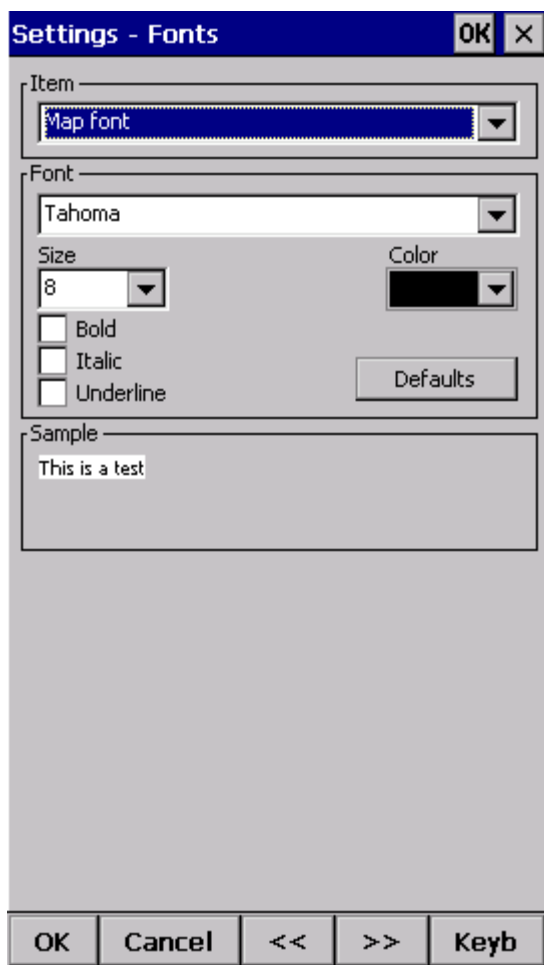 Settings - Fonts OK ×
Item
Map font
Font
Tahoma
Size Color
8
Bold
Italic
Underline
Defaults
Sample
This is a test
OK Cancel << >> Keyb